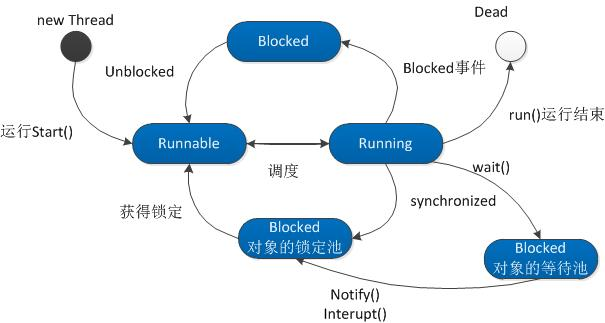 Dead
new Thread
Blocked
Unblocked
Blocked事件
运行Start()
run()运行结束
Runnable
Running
调度
wait()
synchronized
获得锁定
Blocked
对象的锁定池
Blocked
对象的等待池
Notify()
Interupt()